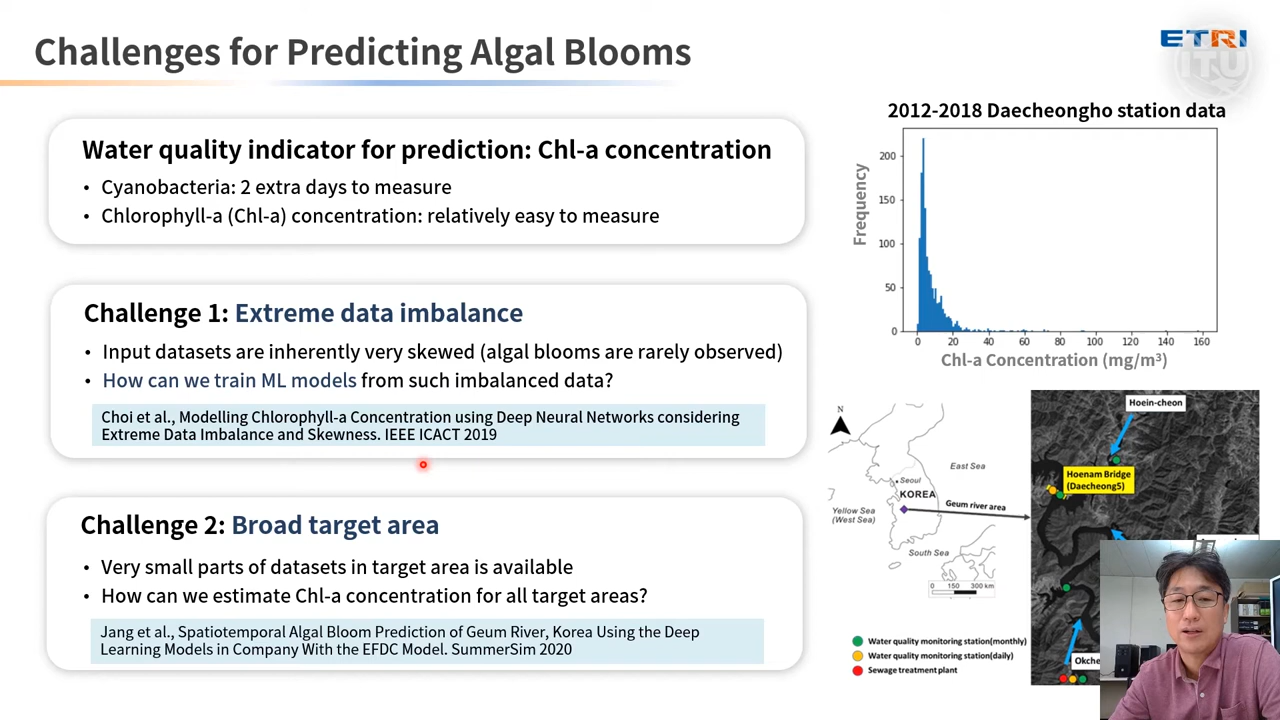 Challenges for Predicting Algal Blooms
ETRI
ITU
Water quality indicator for prediction: Chl-a concentration
• Cyanobacteria: 2 extra days to measure
• Chlorophyll-a (Chl-a) concentration: relatively easy to measure
Challenge 1: Extreme data imbalance
• Input datasets are inherently very skewed (algal blooms are rarely observed)
• How can we train ML models from such imbalanced data?
Choi et al., Modelling Chlorophyll-a Concentration using Deep Neural Networks considering
Extreme Data Imbalance and Skewness. IEEE ICACT 2019
Challenge 2: Broad target area
• Very small parts of datasets in target area is available
• How can we estimate Chl-a concentration for all target areas?
Jang et al., Spatiotemporal Algal Bloom Prediction of Geum River, Korea Using the Deep
Learning Models in Company With the EFDC Model. SummerSim 2020
2012-2018 Daecheongho station data
Frequency
200
150
100
50
0
0 20 40 60 80 100 120 140 160
Chl-a Concentration (mg/m³)
N
Seoul
KOREA
East Sea
Yellow Sea
(West Sea)
South Sea
Geum river area
0 150 300 km
Hoein-cheon
Hoenam Bridge
(Daecheong5)
Okche
Water quality monitoring station(monthly)
Water quality monitoring station(daily)
Sewage treatment plant